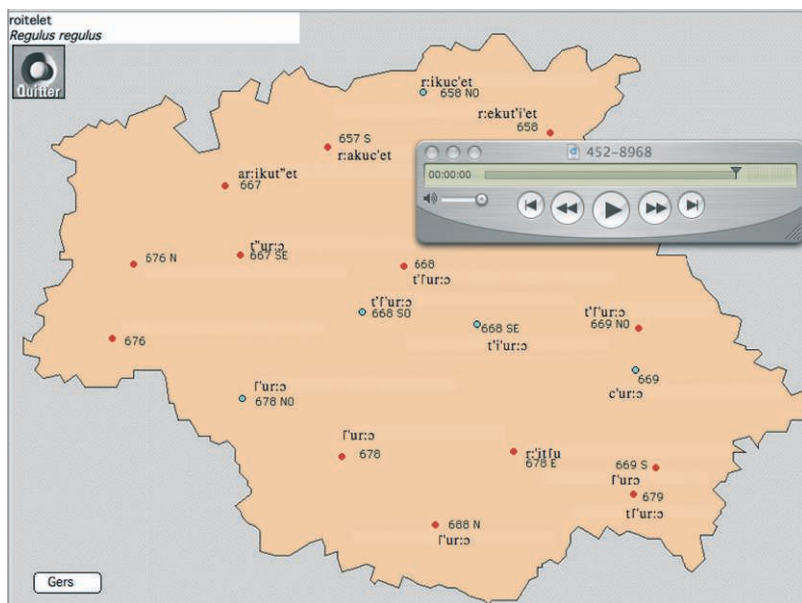 roitelet
Regulus regulus
Quitter
r:ikuc'et
658 NO
r:ekut'i'et
658
657 S
r:akuc'et
452-8968
00:00:00
ar:ikut''et
667
t''ur:ɔ
667 SE
676 N
668
t'ʃ'ur:ɔ
t'ʃ'ur:ɔ
668 SO
668 SE
t'i'ur:ɔ
t'ʃ'ur:ɔ
669 NO
676
669
c'ur:ɔ
ʃ'ur:ɔ
678 NO
ʃ'ur:ɔ
678
r:'itʃu
678 E
669 S
ʃ'urɔ
679
tʃ'ur:ɔ
688 N
ʃ'ur:ɔ
Gers